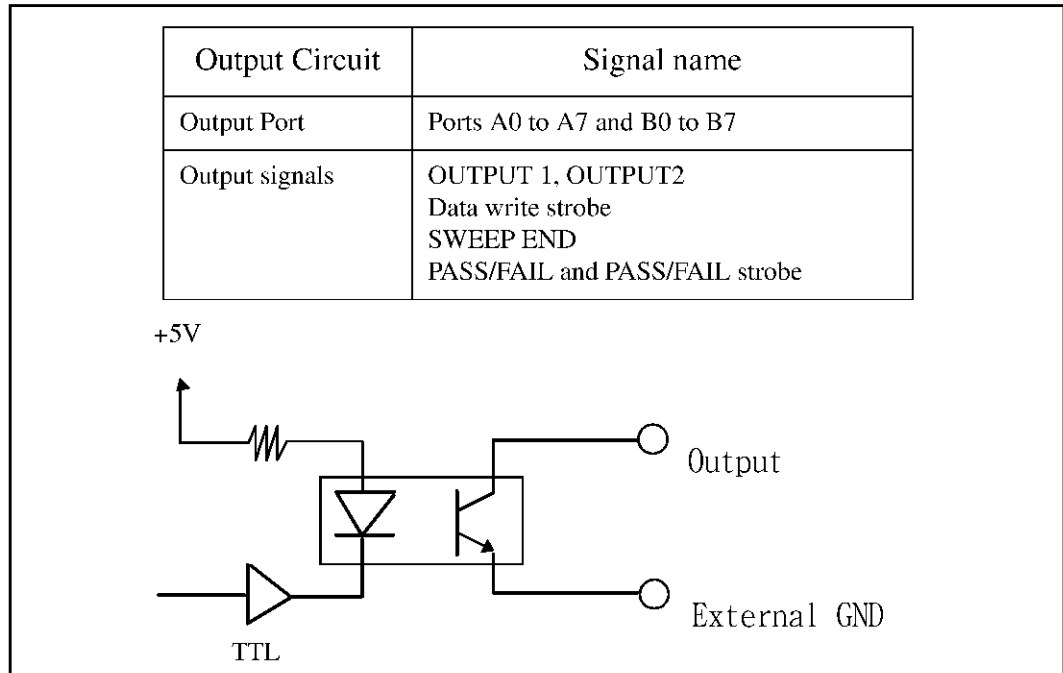 Output Circuit Signal name
Output Port Ports A0 to A7 and B0 to B7
Output signals OUTPUT 1, OUTPUT2
Data write strobe
SWEEP END
PASS/FAIL and PASS/FAIL strobe
+5V
Output
External GND
TTL